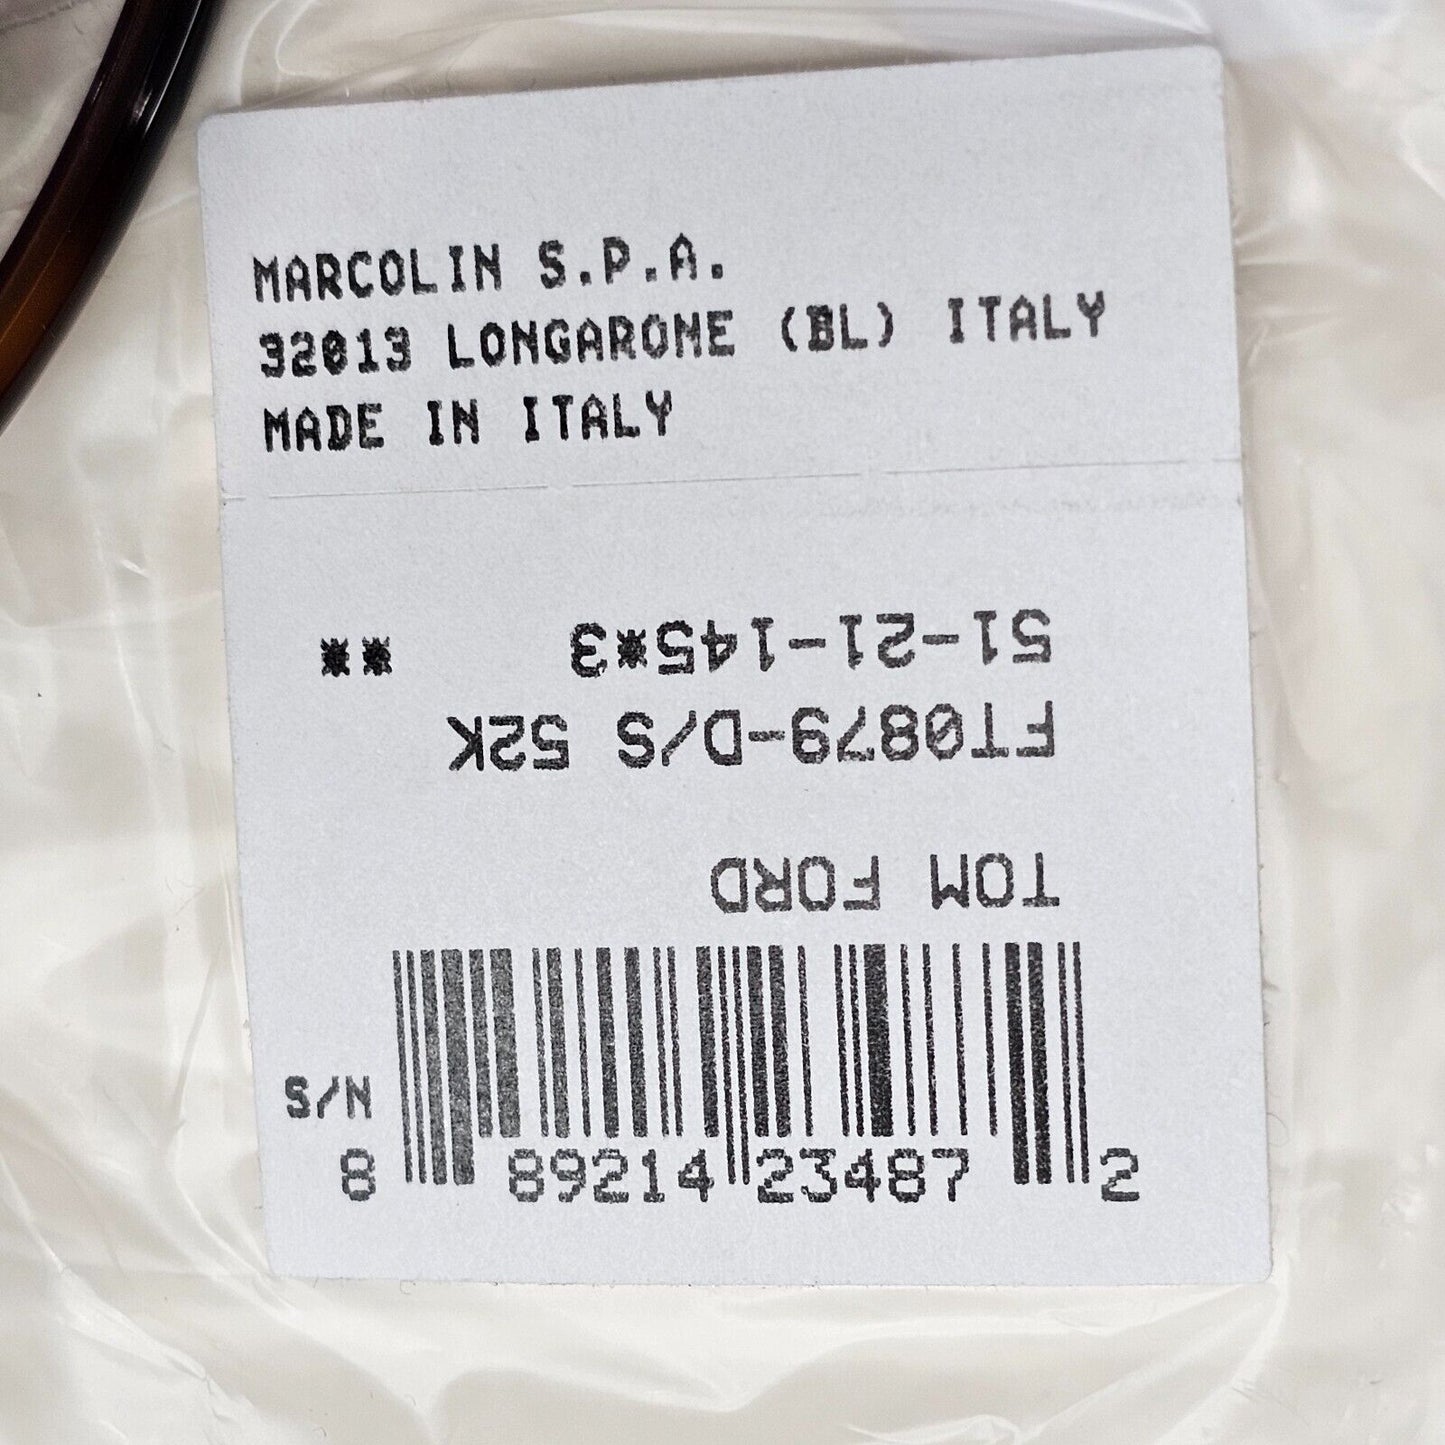 MARCOLIN S.P.A.
32013 LONGARONE (BL) ITALY
MADE IN ITALY
TOM FORD
FT0879-D/S 52K
51-21-145*3 **
S/N
8 89214 23487 2